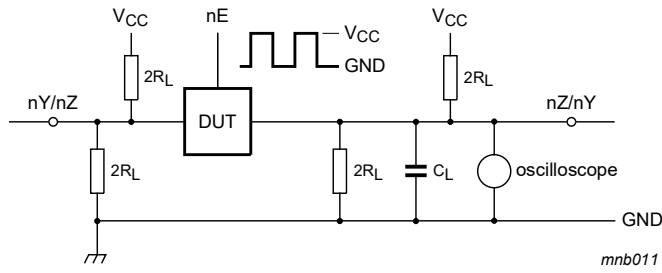 VCC
nE
VCC
GND
VCC
2RL
2RL
nY/nZ
DUT
nZ/nY
2RL
2RL
CL
oscilloscope
GND
mnb011